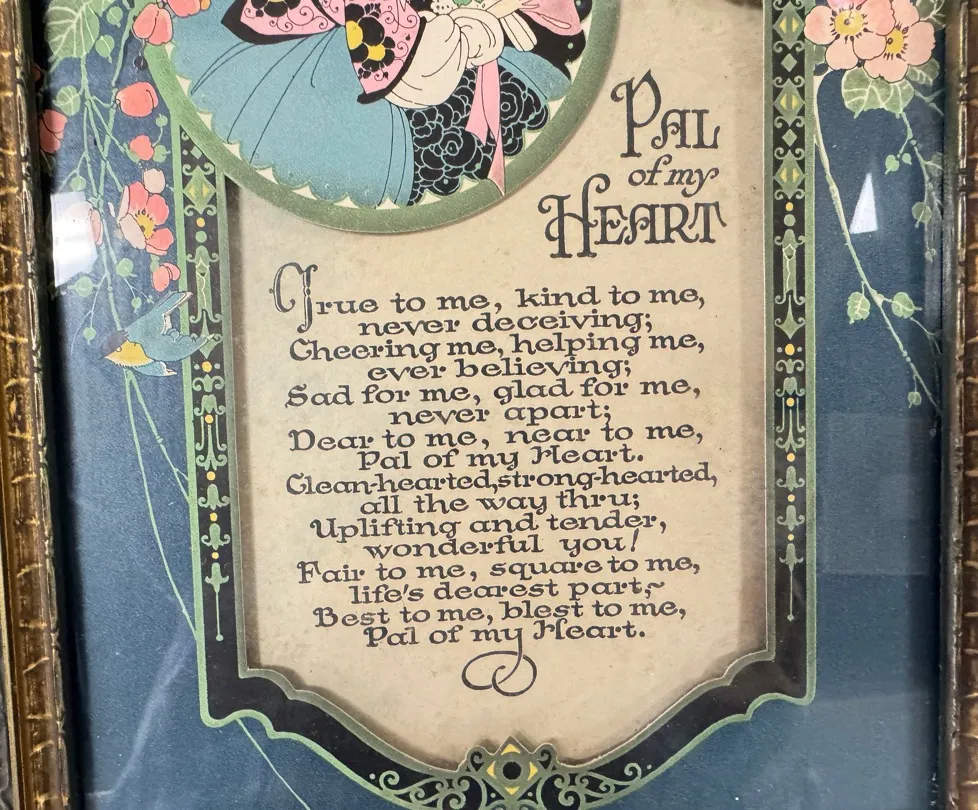 PAL
of my
HEART
True to me, kind to me,
never deceiving;
Cheering me, helping me,
ever believing;
Sad for me, glad for me,
never apart;
Dear to me, near to me,
Pal of my Heart.
Clean-hearted, strong-hearted,
all the way thru;
Uplifting and tender,
wonderful you!
Fair to me, square to me,
life's dearest part,~
Best to me, blest to me,
Pal of my Heart.